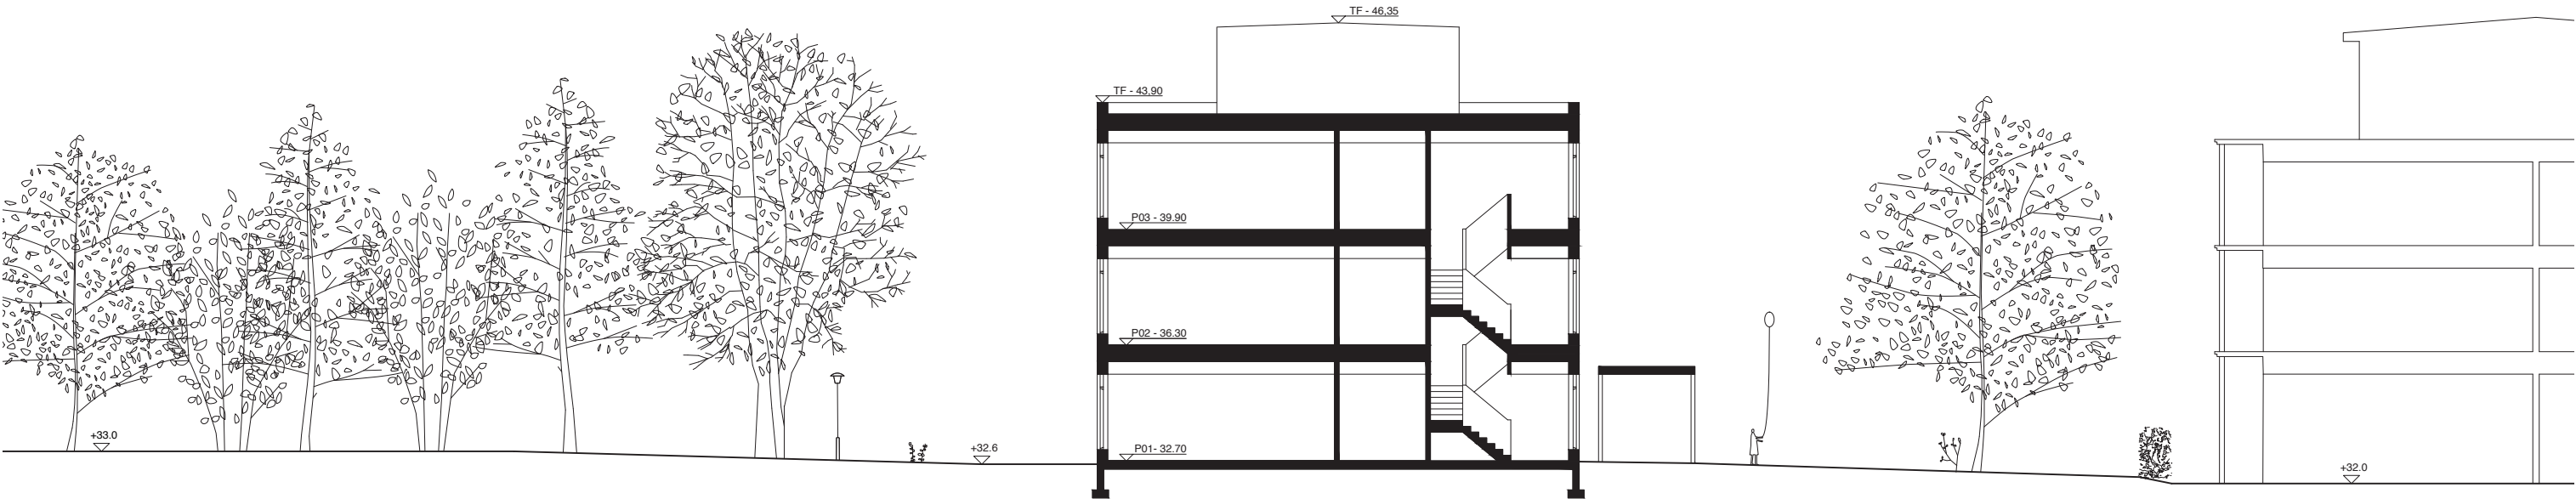 TF - 46,35
TF - 43,90
P03 - 39.90
P02 - 36.30
+33.0
+32.6
P01- 32.70
+32.0